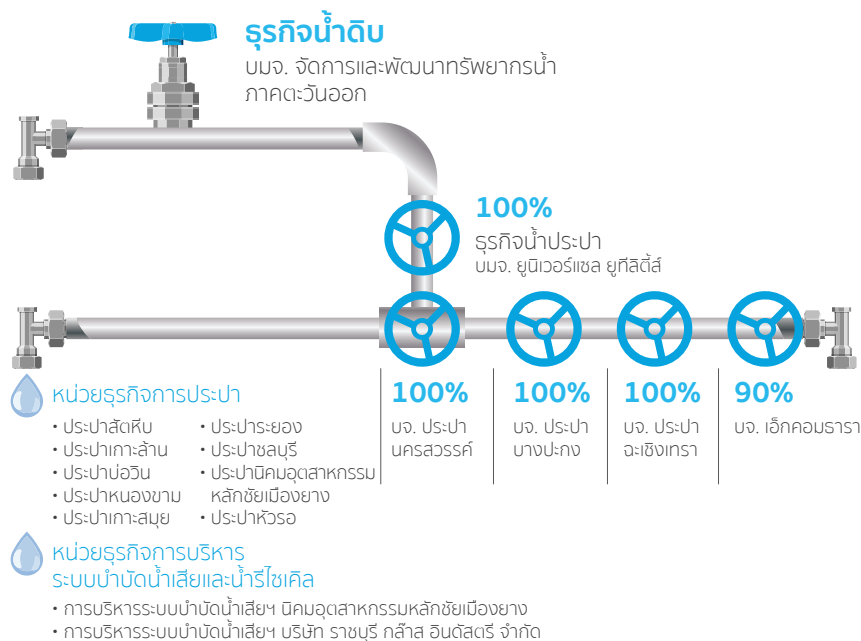 ธุรกิจน้ำดิบ
บมจ. จัดการและพัฒนาทรัพยากรน้ำ
ภาคตะวันออก
100%
ธุรกิจน้ำประปา
บมจ. ยูนิเวอร์แซล ยูทีลิตี้ส์
หน่วยธุรกิจการประปา
• ประปาสัตหีบ
• ประปาเกาะล้าน
• ประปาบ่อวิน
• ประปาหนองขาม
• ประปาเกาะสมุย
• ประปาระยอง
• ประปาชลบุรี
• ประปานิคมอุตสาหกรรม
หลักชัยเมืองยาง
• ประปาหัวรอ
100%
บจ. ประปา
นครสวรรค์
100%
บจ. ประปา
บางปะกง
100%
บจ. ประปา
ฉะเชิงเทรา
90%
บจ. เอ็กคอมธารา
หน่วยธุรกิจการบริหาร
ระบบบำบัดน้ำเสียและน้ำรีไซเคิล
• การบริหารระบบบำบัดน้ำเสียฯ นิคมอุตสาหกรรมหลักชัยเมืองยาง
• การบริหารระบบบำบัดน้ำเสียฯ บริษัท ราชบุรี กล๊าส อินดัสตรี จำกัด